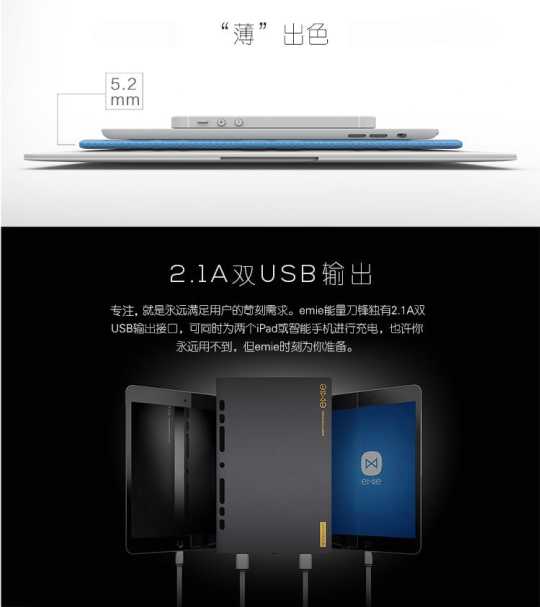 “薄”出色
5.2
mm
2.1A双USB输出
专注，就是永远满足用户的苛刻需求。emie能量刀锋独有2.1A双
USB输出接口，可同时为两个iPad或智能手机进行充电，也许你
永远用不到，但emie时刻为你准备。
emie
emie